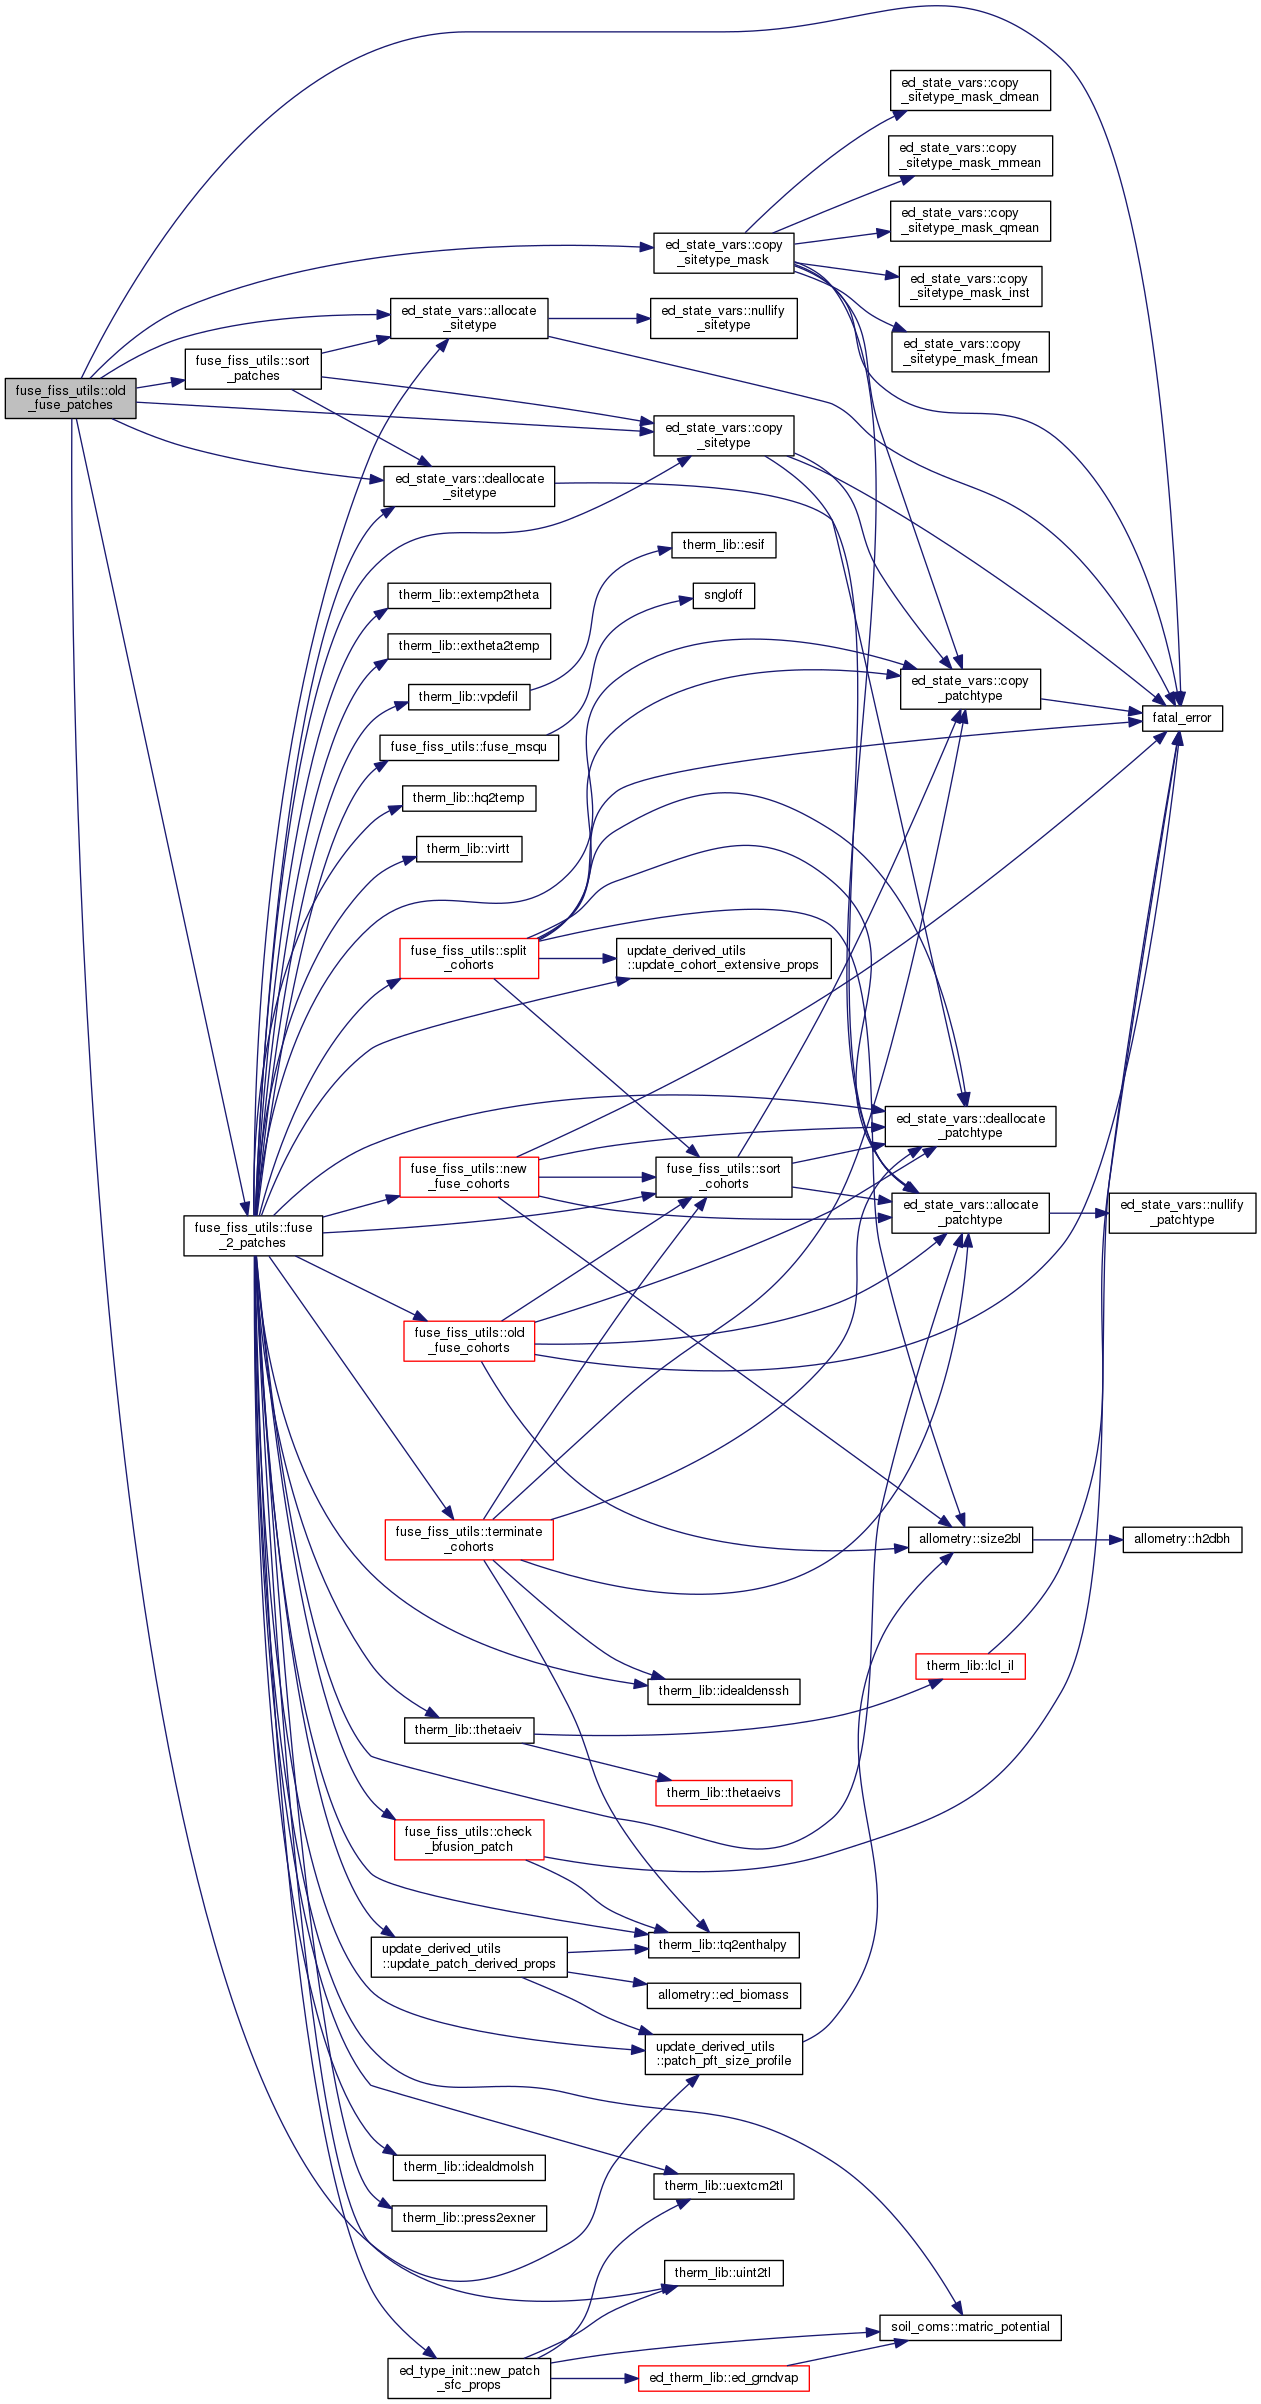 ed_state_vars::copy
_sitetype_mask_dmean
ed_state_vars::copy
_sitetype_mask_mmean
ed_state_vars::copy
_sitetype_mask_qmean
ed_state_vars::copy
_sitetype_mask
ed_state_vars::copy
_sitetype_mask_inst
ed_state_vars::allocate
_sitetype
ed_state_vars::nullify
_sitetype
ed_state_vars::copy
_sitetype_mask_fmean
fuse_fiss_utils::sort
_patches
fuse_fiss_utils::old
_fuse_patches
ed_state_vars::copy
_sitetype
ed_state_vars::deallocate
_sitetype
therm_lib::esif
therm_lib::extemp2theta
sngloff
therm_lib::extheta2temp
therm_lib::vpdefil
ed_state_vars::copy
_patchtype
fatal_error
fuse_fiss_utils::fuse_msqu
therm_lib::hq2temp
therm_lib::virtt
fuse_fiss_utils::split
_cohorts
update_derived_utils
::update_cohort_extensive_props
ed_state_vars::deallocate
_patchtype
fuse_fiss_utils::new
_fuse_cohorts
fuse_fiss_utils::sort
_cohorts
ed_state_vars::allocate
_patchtype
ed_state_vars::nullify
_patchtype
fuse_fiss_utils::fuse
_2_patches
fuse_fiss_utils::old
_fuse_cohorts
fuse_fiss_utils::terminate
_cohorts
allometry::size2bl
allometry::h2dbh
therm_lib::lcl_il
therm_lib::idealdenssh
therm_lib::thetaeiv
therm_lib::thetaeivs
fuse_fiss_utils::check
_bfusion_patch
therm_lib::tq2enthalpy
update_derived_utils
::update_patch_derived_props
allometry::ed_biomass
update_derived_utils
::patch_pft_size_profile
therm_lib::idealdmolsh
therm_lib::uextcm2tl
therm_lib::press2exner
therm_lib::uint2tl
soil_coms::matric_potential
ed_type_init::new_patch
_sfc_props
ed_therm_lib::ed_grndvap